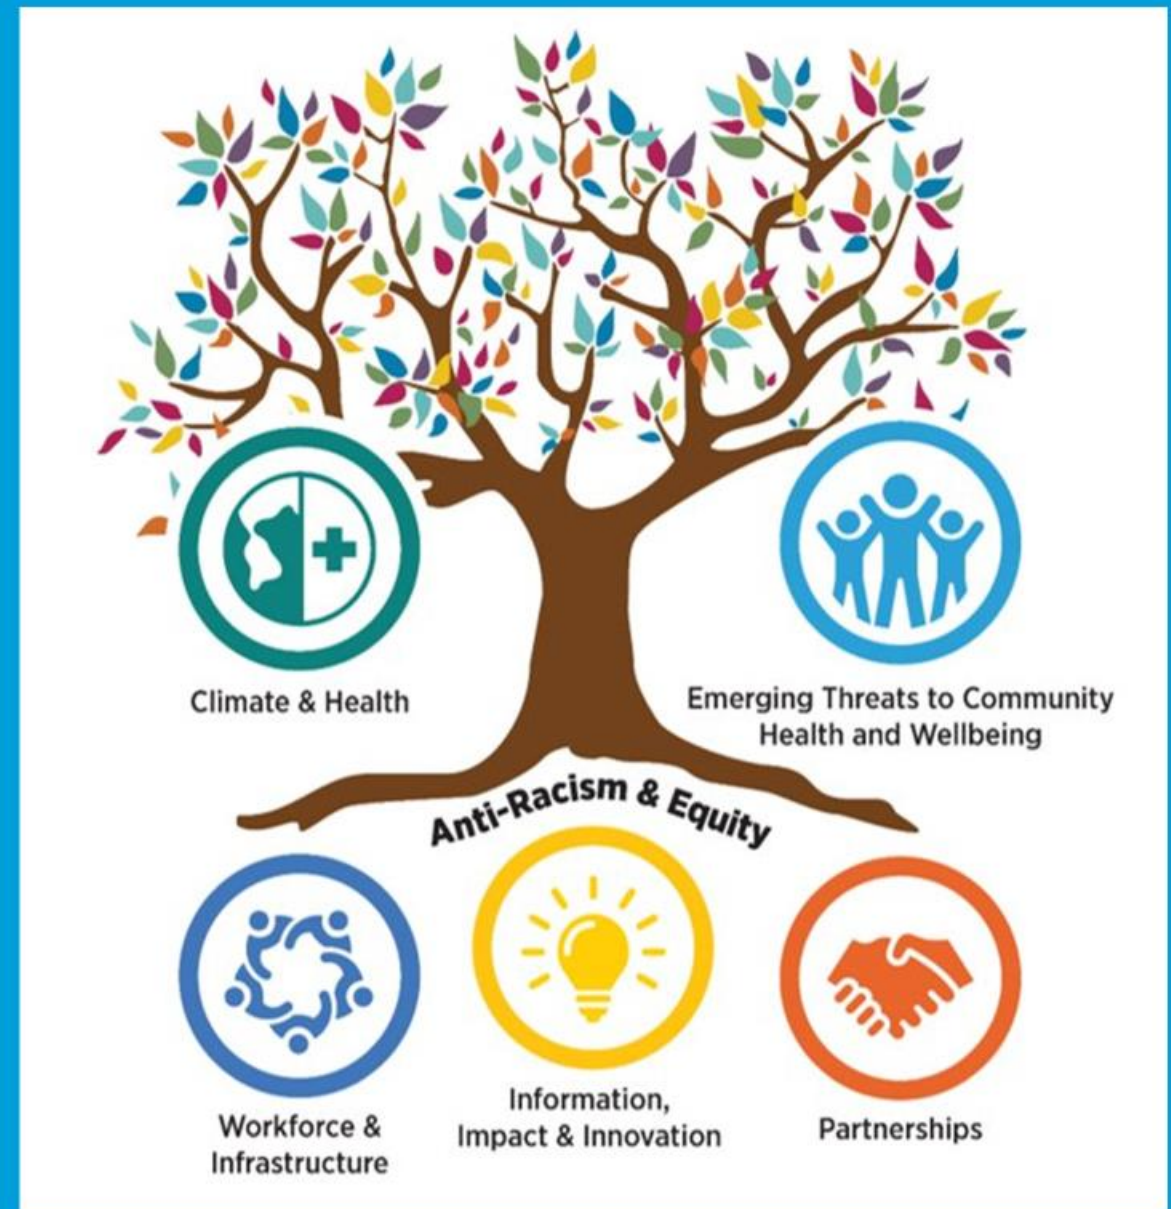 Climate & Health
Emerging Threats to Community
Health and Wellbeing
Anti-Racism & Equity
Workforce &
Infrastructure
Information,
Impact & Innovation
Partnerships